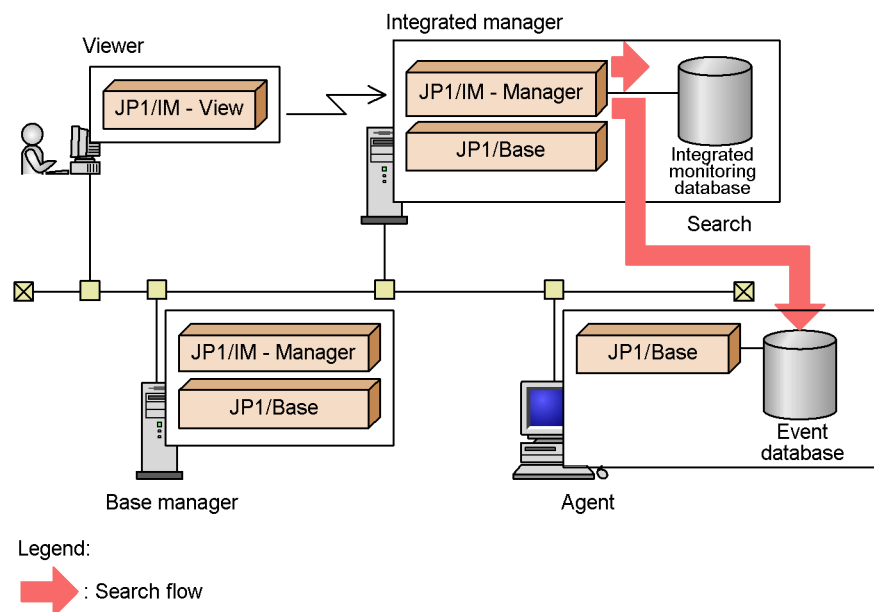 Integrated manager
Viewer
JP1/IM - View
JP1/IM - Manager
JP1/Base
Integrated
monitoring
database
Search
JP1/IM - Manager
JP1/Base
JP1/Base
Event
database
Base manager
Agent
Legend:
: Search flow